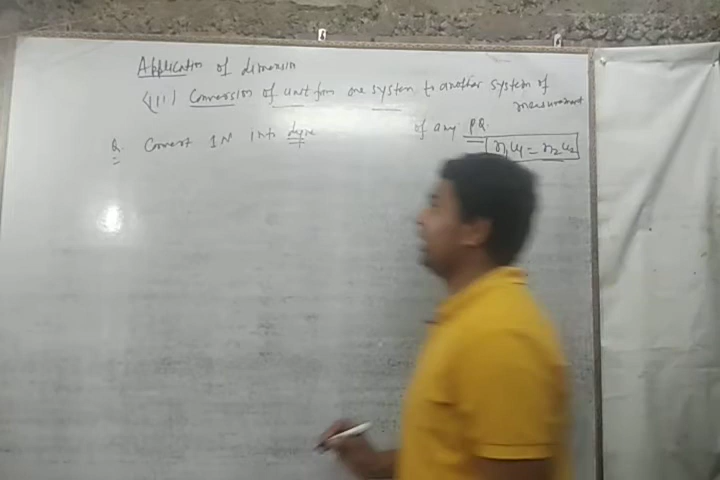 Application of dimension
(III) Conversion of unit from one system to another system of measurement
of any PQ.
Q. Convert 1N into dyne
n₁u₁ = n₂u₂